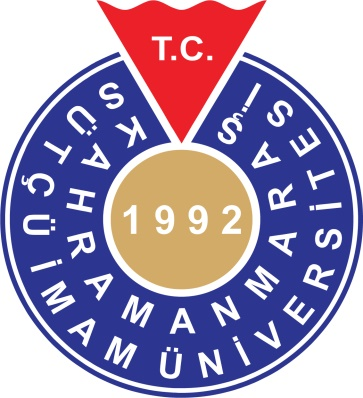 T.C.
KAHRAMANMARAŞ
SÜTÇÜ İMAM ÜNİVERSİTESİ
1992